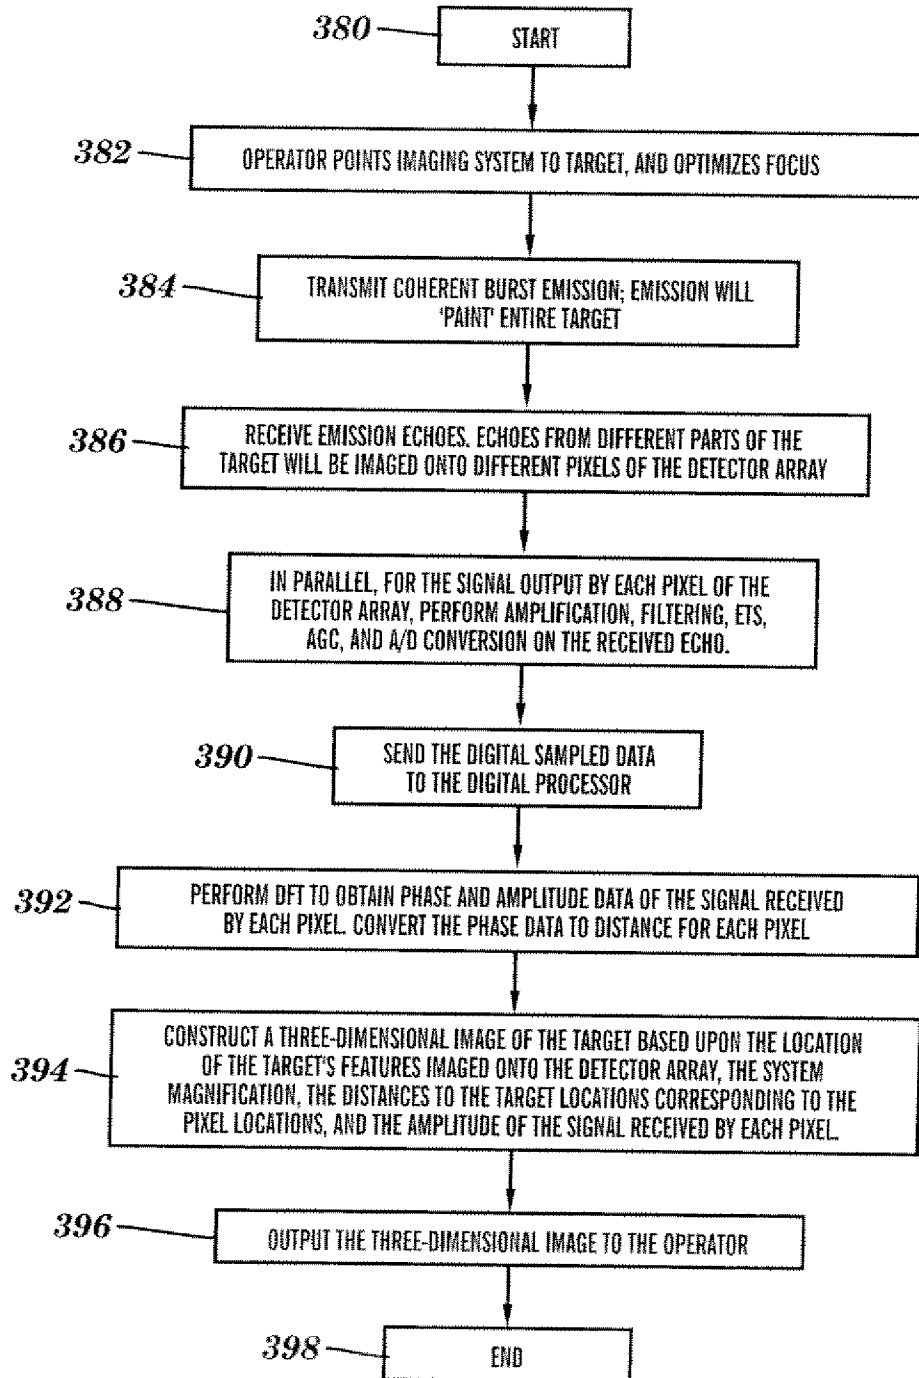 380
START
382
OPERATOR POINTS IMAGING SYSTEM TO TARGET, AND OPTIMIZES FOCUS
384
TRANSMIT COHERENT BURST EMISSION; EMISSION WILL
'PAINT' ENTIRE TARGET
386
RECEIVE EMISSION ECHOES. ECHOES FROM DIFFERENT PARTS OF THE
TARGET WILL BE IMAGED ONTO DIFFERENT PIXELS OF THE DETECTOR ARRAY
388
IN PARALLEL, FOR THE SIGNAL OUTPUT BY EACH PIXEL OF THE
DETECTOR ARRAY, PERFORM AMPLIFICATION, FILTERING, ETS,
AGC, AND A/D CONVERSION ON THE RECEIVED ECHO.
390
SEND THE DIGITAL SAMPLED DATA
TO THE DIGITAL PROCESSOR
392
PERFORM DFT TO OBTAIN PHASE AND AMPLITUDE DATA OF THE SIGNAL RECEIVED
BY EACH PIXEL. CONVERT THE PHASE DATA TO DISTANCE FOR EACH PIXEL
394
CONSTRUCT A THREE-DIMENSIONAL IMAGE OF THE TARGET BASED UPON THE LOCATION
OF THE TARGET'S FEATURES IMAGED ONTO THE DETECTOR ARRAY, THE SYSTEM
MAGNIFICATION, THE DISTANCES TO THE TARGET LOCATIONS CORRESPONDING TO THE
PIXEL LOCATIONS, AND THE AMPLITUDE OF THE SIGNAL RECEIVED BY EACH PIXEL.
396
OUTPUT THE THREE-DIMENSIONAL IMAGE TO THE OPERATOR
398
END